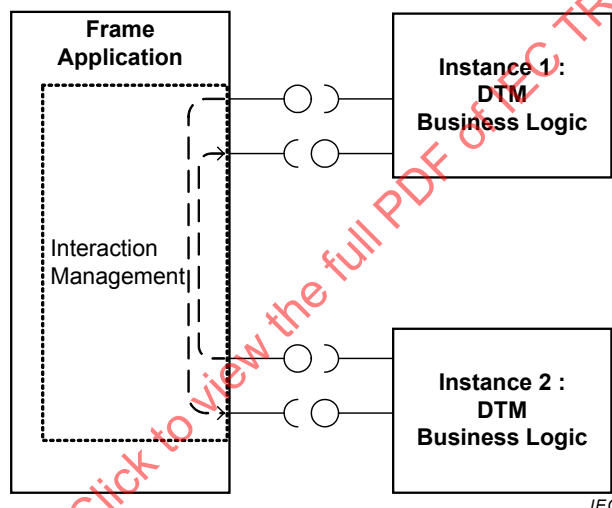 Frame
Application
Instance 1 :
DTM
Business Logic
Interaction
Management
Instance 2 :
DTM
Business Logic
IEC
Click to view the full PDF of IEC TR